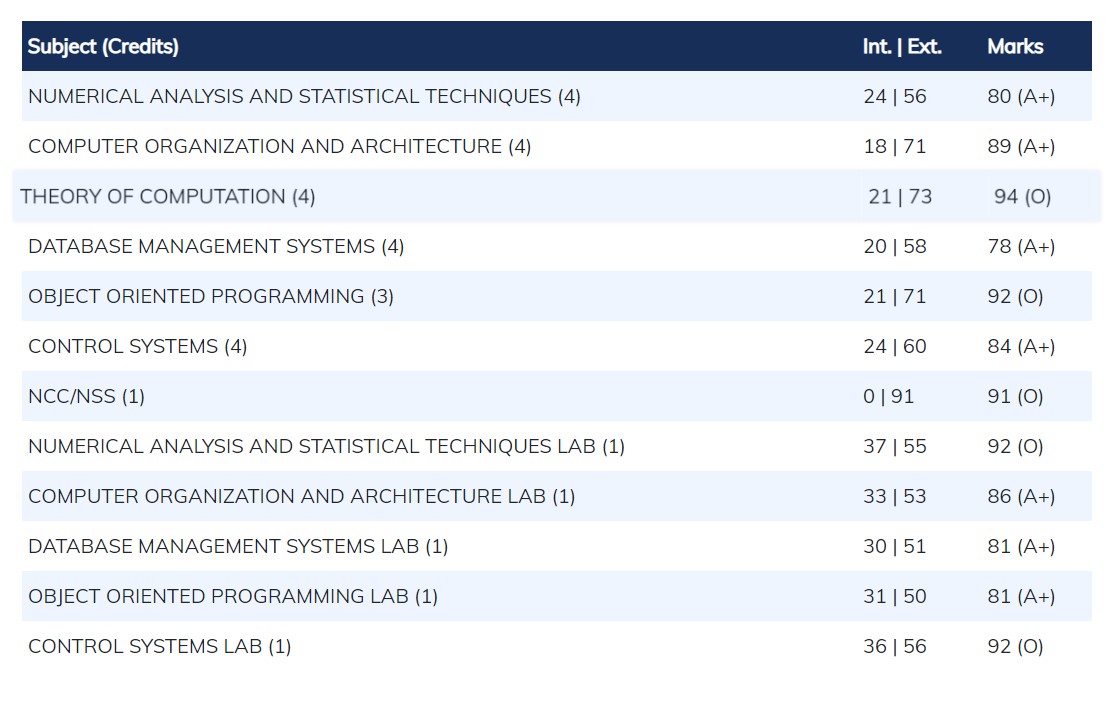 Subject (Credits) Int. | Ext. Marks
NUMERICAL ANALYSIS AND STATISTICAL TECHNIQUES (4) 24 | 56 80 (A+)
COMPUTER ORGANIZATION AND ARCHITECTURE (4) 18 | 71 89 (A+)
THEORY OF COMPUTATION (4) 21 | 73 94 (O)
DATABASE MANAGEMENT SYSTEMS (4) 20 | 58 78 (A+)
OBJECT ORIENTED PROGRAMMING (3) 21 | 71 92 (O)
CONTROL SYSTEMS (4) 24 | 60 84 (A+)
NCC/NSS (1) 0 | 91 91 (O)
NUMERICAL ANALYSIS AND STATISTICAL TECHNIQUES LAB (1) 37 | 55 92 (O)
COMPUTER ORGANIZATION AND ARCHITECTURE LAB (1) 33 | 53 86 (A+)
DATABASE MANAGEMENT SYSTEMS LAB (1) 30 | 51 81 (A+)
OBJECT ORIENTED PROGRAMMING LAB (1) 31 | 50 81 (A+)
CONTROL SYSTEMS LAB (1) 36 | 56 92 (O)